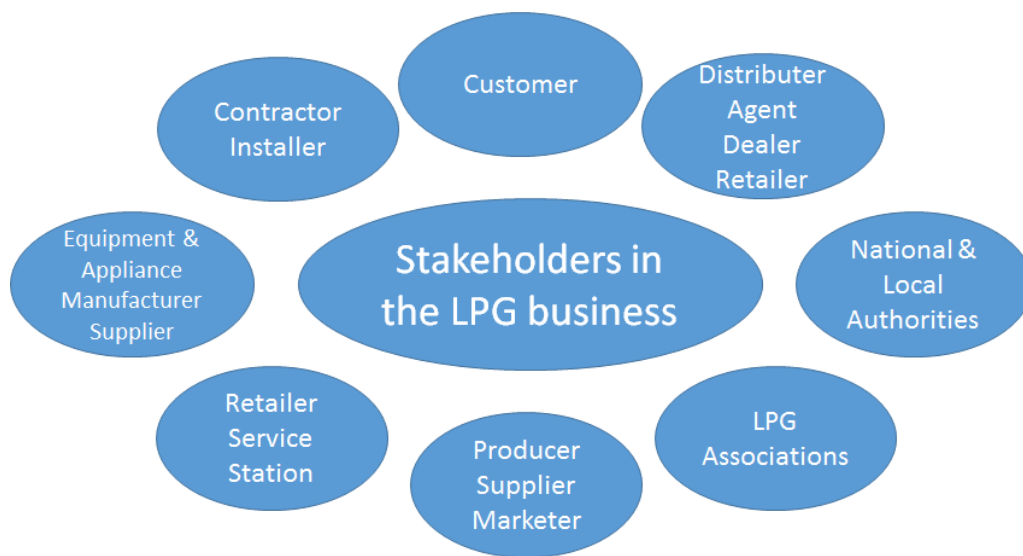 Customer
Distributer
Agent
Dealer
Retailer
Contractor
Installer
Equipment &
Appliance
Manufacturer
Supplier
Stakeholders in
the LPG business
National &
Local
Authorities
Retailer
Service
Station
Producer
Supplier
Marketer
LPG
Associations